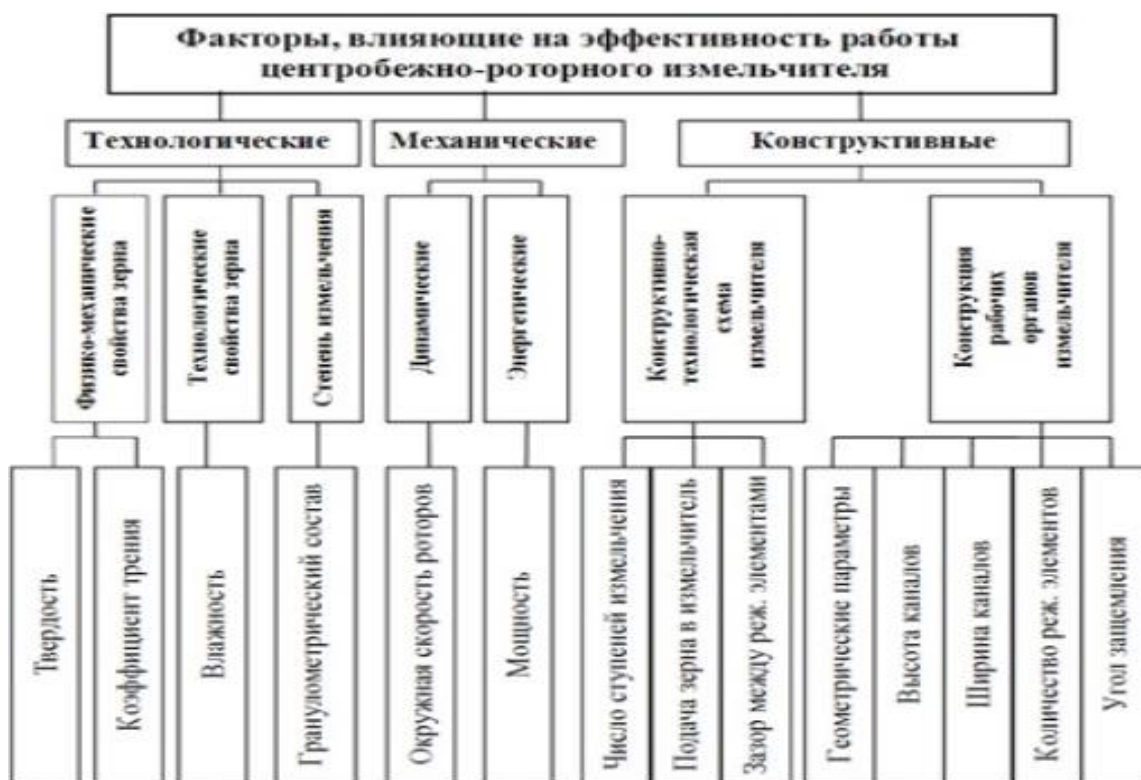 Факторы, влияющие на эффективность работы
центробежно-роторного измельчителя
Технологические
Механические
Конструктивные
Физико-механические
свойства зерна
Технологические
свойства зерна
Степень измельчения
Динамические
Энергетические
Конструктивно-
технологическая
схема
измельчителя
Конструкция
рабочих
органов
измельчителя
Твердость
Коэффициент трения
Влажность
Гранулометрический состав
Окружная скорость роторов
Мощность
Число ступеней измельчения
Подача зерна в измельчитель
Зазор между реж. элементами
Геометрические параметры
Высота каналов
Ширина каналов
Количество реж. элементов
Угол защемления